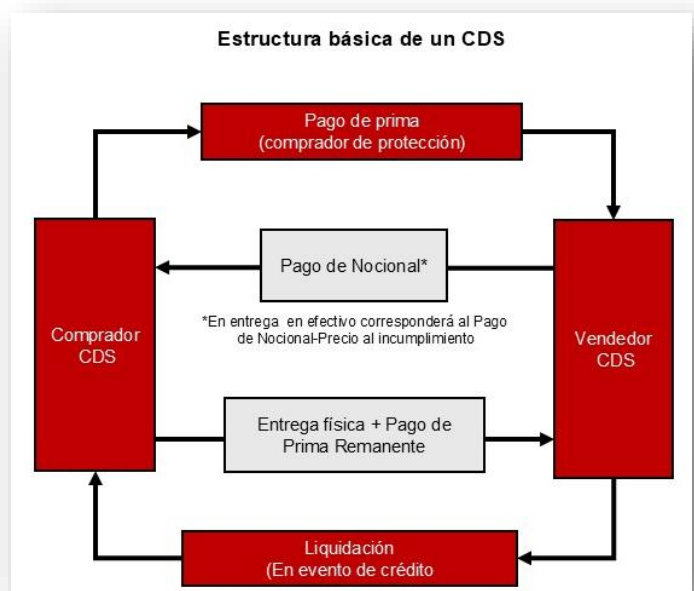 Estructura básica de un CDS
Pago de prima
(comprador de protección)
Pago de Nocional*
*En entrega en efectivo corresponderá al Pago
de Nocional-Precio al incumplimiento
Comprador
CDS
Vendedor
CDS
Entrega física + Pago de
Prima Remanente
Liquidación
(En evento de crédito